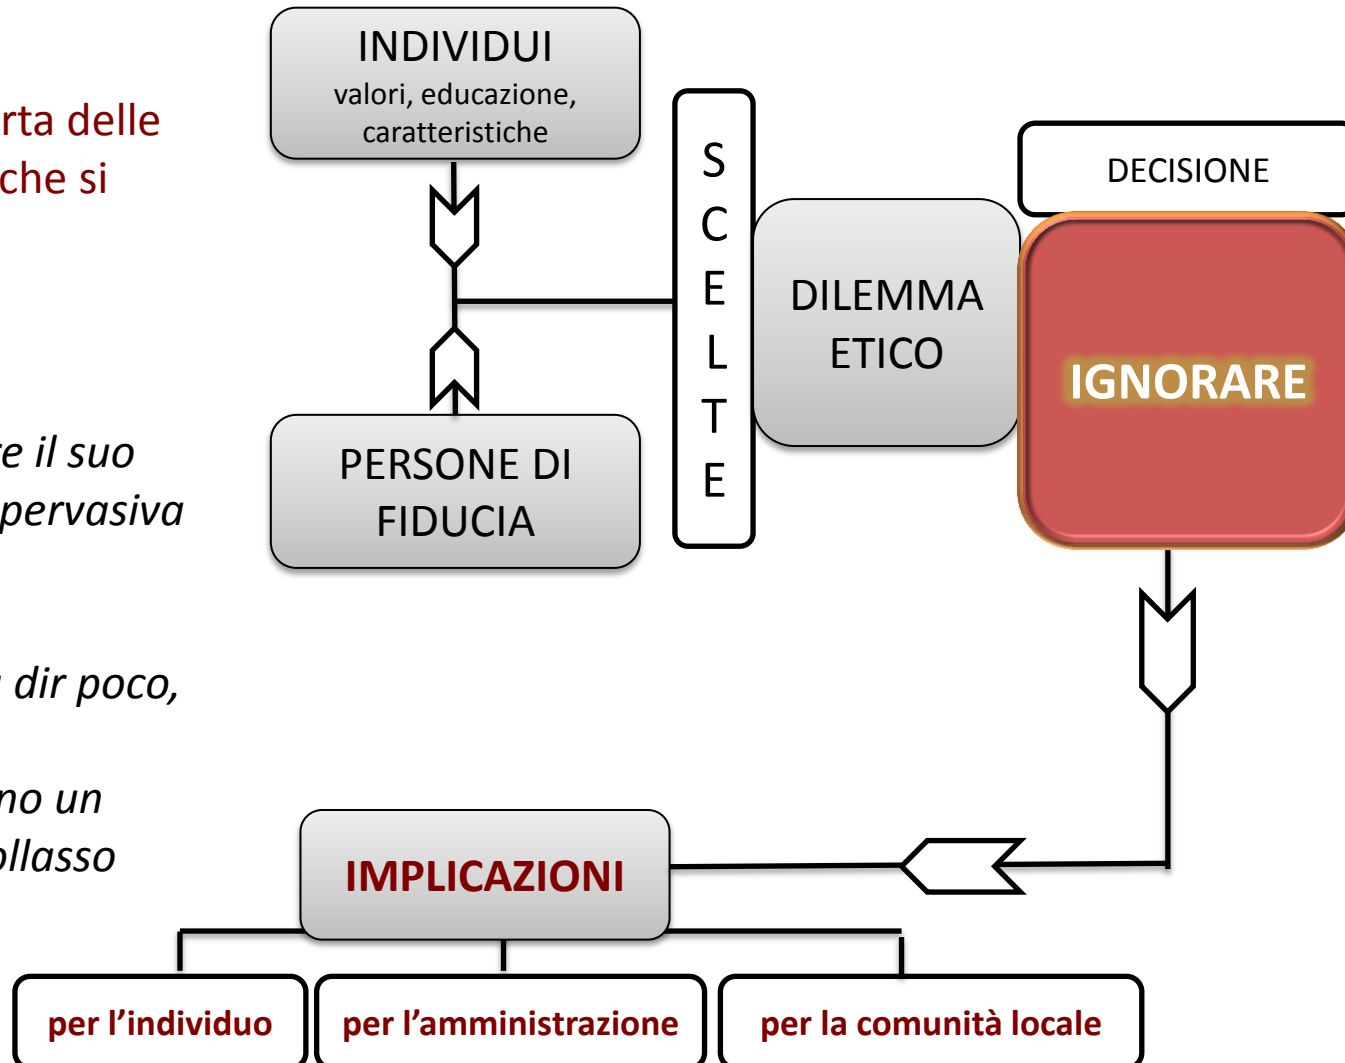 INDIVIDUI
valori, educazione,
caratteristiche
rta delle
che si
SCELTE
DECISIONE
DILEMMA
ETICO
IGNORARE
e il suo
pervasiva
PERSONE DI
FIDUCIA
dir poco,
no un
ollasso
IMPLICAZIONI
per l’individuo
per l’amministrazione
per la comunità locale